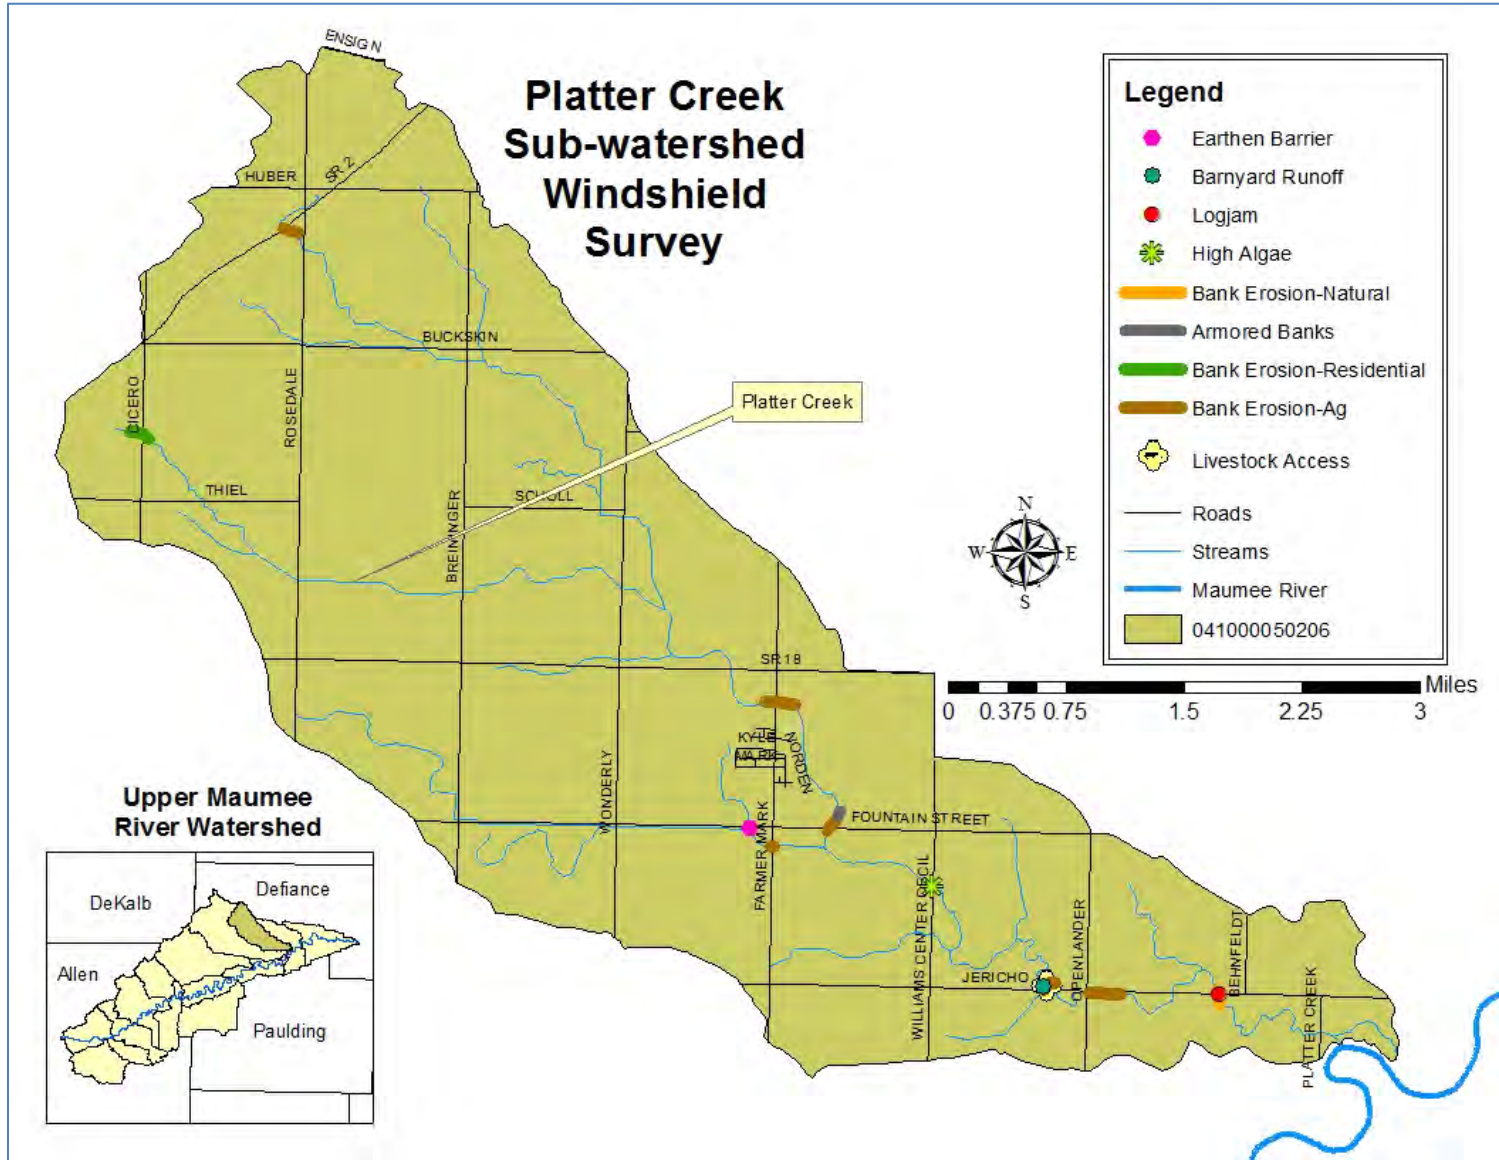 ENSIGN
Platter Creek
Sub-watershed
Windshield
Survey
Legend
Earthen Barrier
Barnyard Runoff
Logjam
High Algae
Bank Erosion-Natural
Armored Banks
Bank Erosion-Residential
Bank Erosion-Ag
Livestock Access
Roads
Streams
Maumee River
041000050206
HUBER
SR 2
BUCKSKIN
CICERO
ROSEDALE
Platter Creek
THIEL
BREININGER
SCHOLL
N
W E
S
SR 18
Miles
0 0.375 0.75 1.5 2.25 3
KYLE
MARK
NORDEN
WONDERLY
FARMER MARK
FOUNTAIN STREET
WILLIAMS CENTER CECIL
OPENLANDER
JERICHO
BEHNFELDT
PLATTER CREEK
Upper Maumee
River Watershed
DeKalb
Defiance
Allen
Paulding